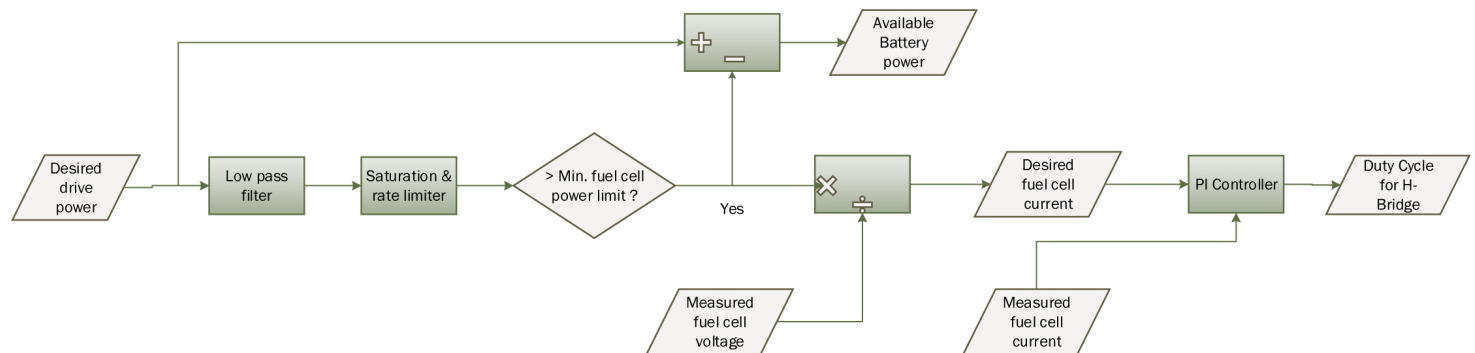 Available
Battery
power
Desired
drive
power
Low pass
filter
Saturation &
rate limiter
> Min. fuel cell
power limit ?
Yes
Desired
fuel cell
current
PI Controller
Duty Cycle
for H-
Bridge
Measured
fuel cell
voltage
Measured
fuel cell
current